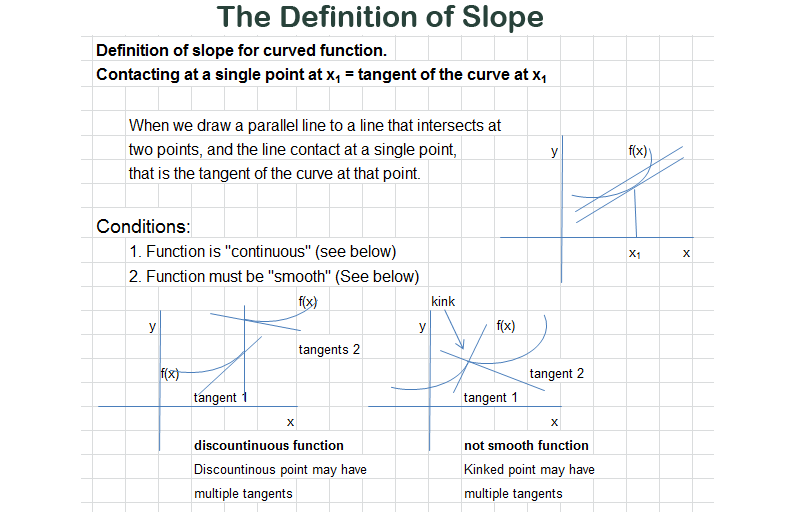 The Definition of Slope
Definition of slope for curved function.
Contacting at a single point at x₁ = tangent of the curve at x₁
When we draw a parallel line to a line that intersects at
two points, and the line contact at a single point,
that is the tangent of the curve at that point.
y
f(x)
x₁
x
Conditions:
1. Function is "continuous" (see below)
2. Function must be "smooth" (See below)
f(x)
y
tangents 2
f(x)
tangent 1
x
discountinuous function
Discountinous point may have
multiple tangents
kink
y
f(x)
tangent 2
tangent 1
x
not smooth function
Kinked point may have
multiple tangents